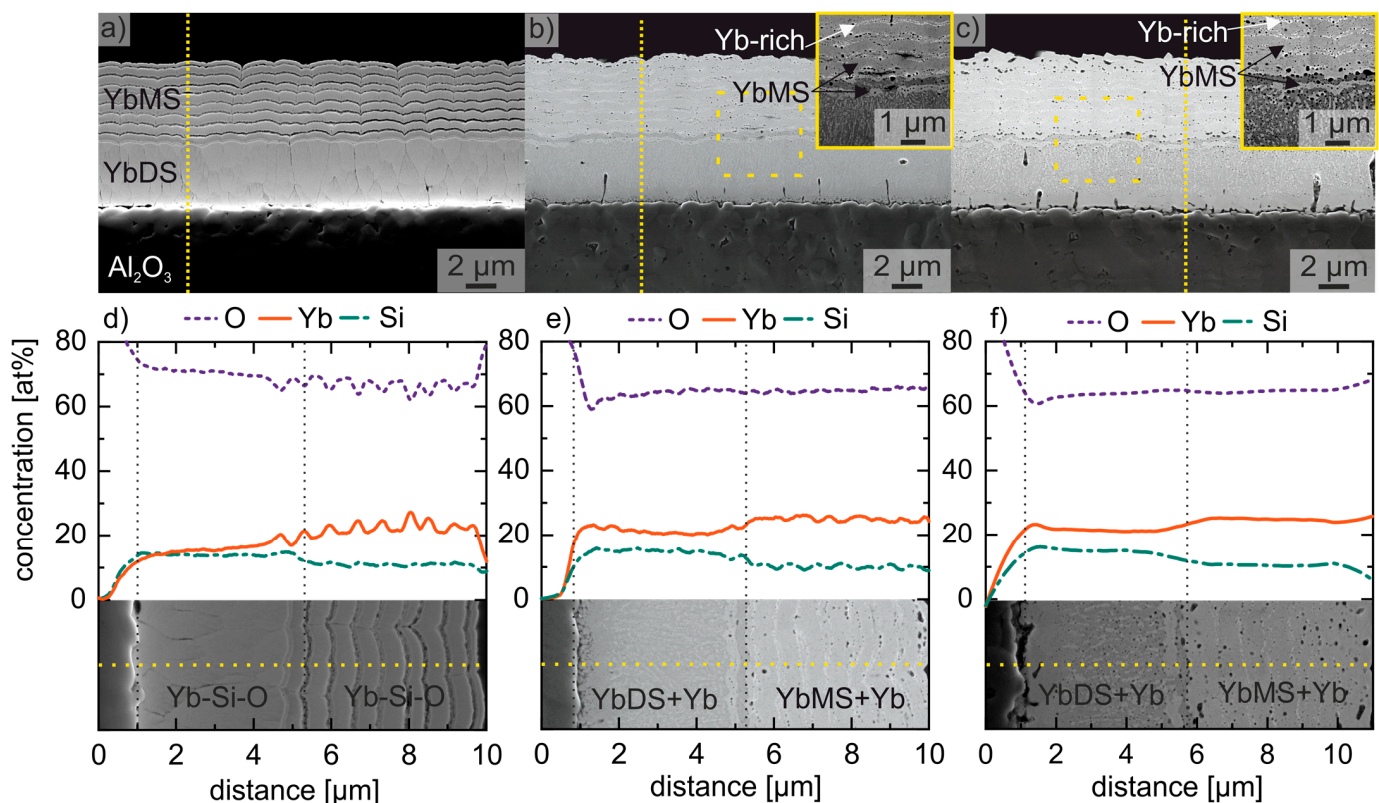 a)
YbMS
YbDS
Al₂O₃
2 μm
b)
Yb-rich
YbMS
1 μm
2 μm
c)
Yb-rich
YbMS
1 μm
2 μm
d)
O Yb Si
concentration [at%]
80
60
40
20
0
Yb-Si-O Yb-Si-O
0 2 4 6 8 10
distance [μm]
e)
O Yb Si
80
60
40
20
0
YbDS+Yb YbMS+Yb
0 2 4 6 8 10
distance [μm]
f)
O Yb Si
80
60
40
20
0
YbDS+Yb YbMS+Yb
0 2 4 6 8 10
distance [μm]